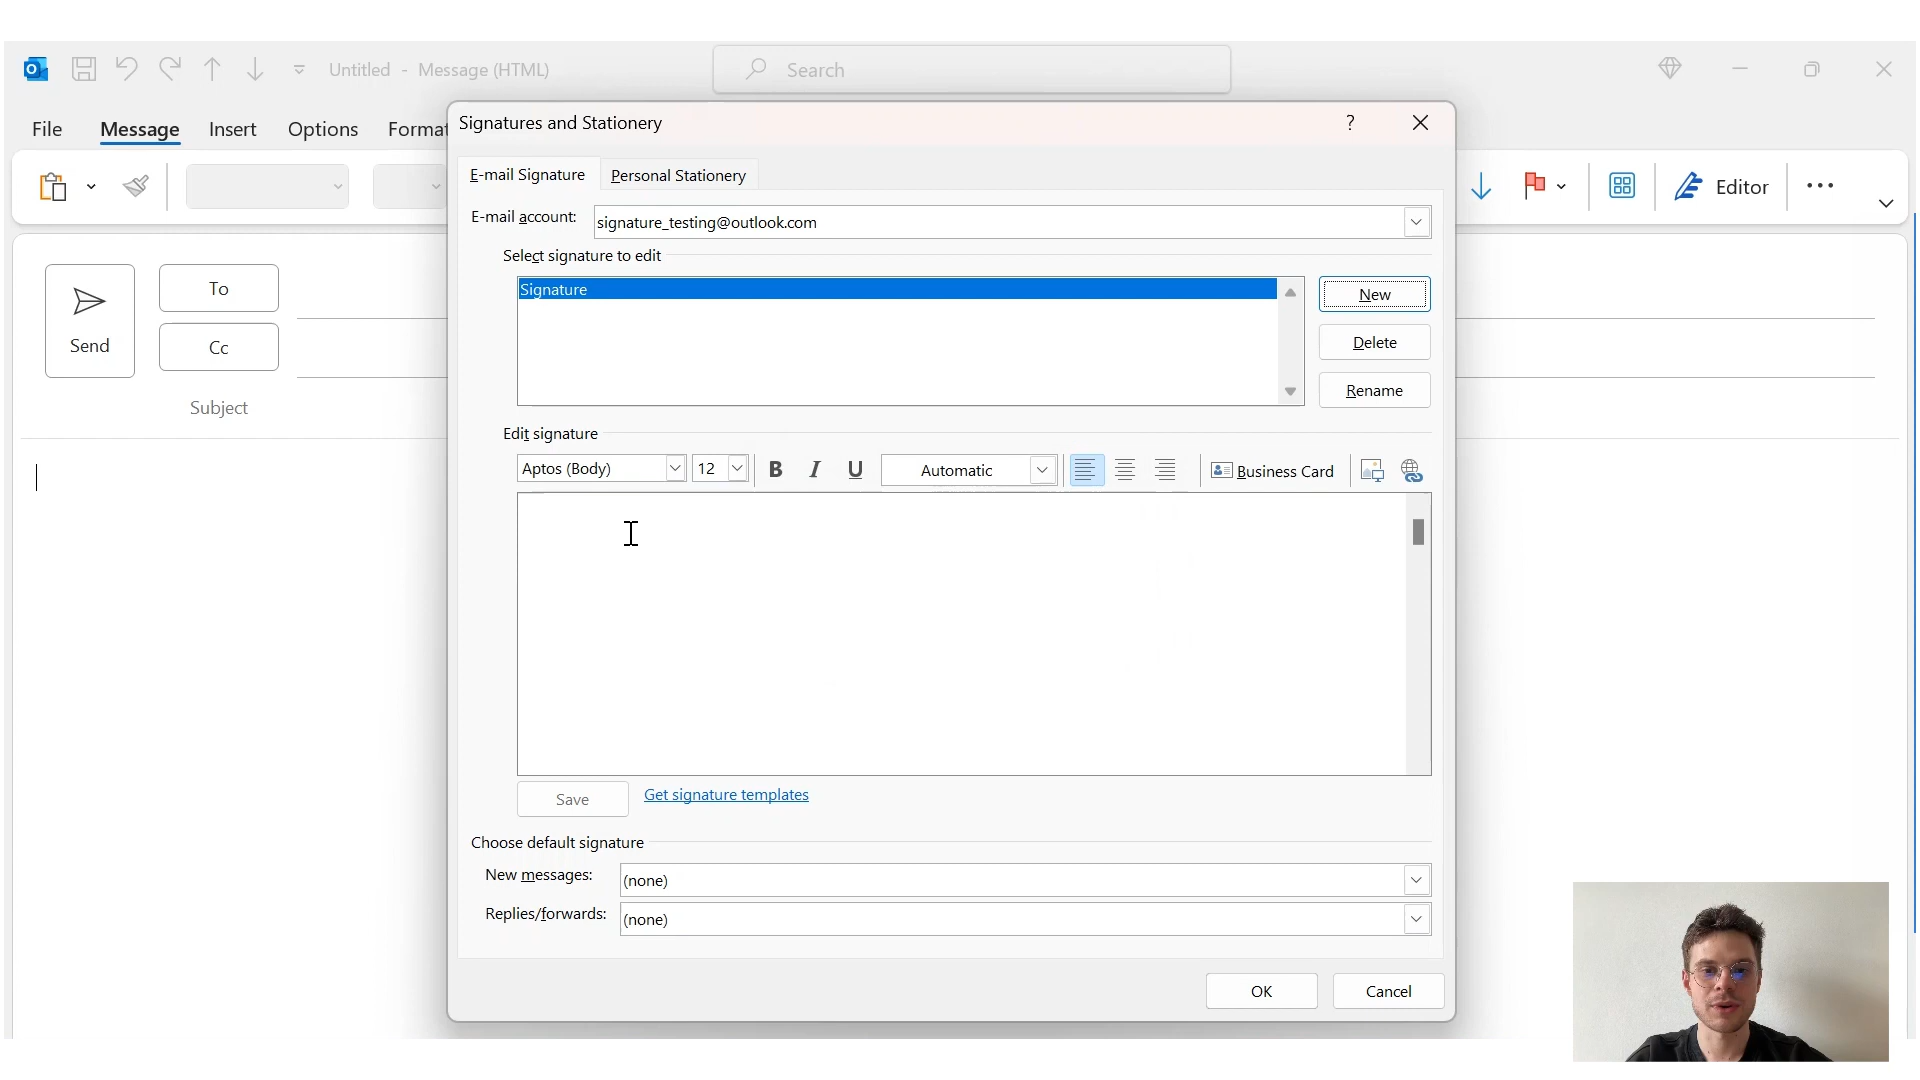 Untitled - Message (HTML)
Search
File Message Insert Options Format
Signatures and Stationery ?
E-mail Signature Personal Stationery
Editor
E-mail account: signature_testing@outlook.com
Select signature to edit
Signature
New
Delete
Rename
Send
To
Cc
Subject
Edit signature
Aptos (Body) 12 B I U Automatic Business Card
Save Get signature templates
Choose default signature
New messages: (none)
Replies/forwards: (none)
OK Cancel